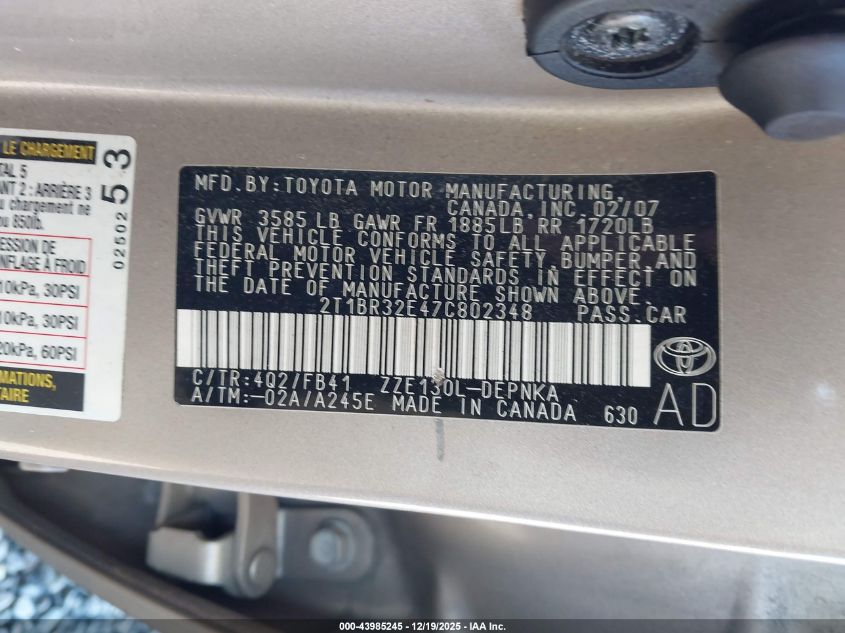 LE CHARGEMENT
TAL 5
ANT 2 : ARRIÈRE 3
u chargement ne
ou 850lb.
ESSION DE
NFLAGE À FROID
10kPa, 30PSI
10kPa, 30PSI
20kPa, 60PSI
MATIONS,
TAIRE
02502 53
MFD. BY: TOYOTA MOTOR MANUFACTURING,
CANADA, INC. 02/07
GVWR 3585 LB GAWR FR 1885LB RR 1720LB
THIS VEHICLE CONFORMS TO ALL APPLICABLE
FEDERAL MOTOR VEHICLE SAFETY, BUMPER AND
THEFT PREVENTION STANDARDS IN EFFECT ON
THE DATE OF MANUFACTURE SHOWN ABOVE.
2T1BR32E47C802348 PASS.CAR
C/TR: 4Q2/FB41 ZZE130L-DEPNKA
A/TM: -02A/A245E MADE IN CANADA 630 AD
000-43985245 - 12/19/2025 - IAA Inc.